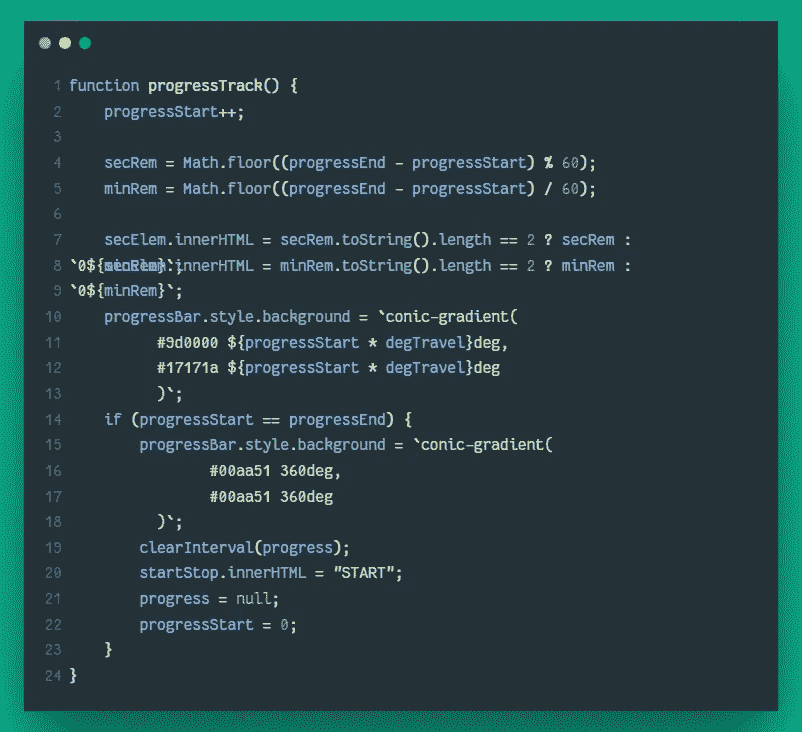 1 function progressTrack() {
2 progressStart++;
3
4 secRem = Math.floor((progressEnd - progressStart) % 60);
5 minRem = Math.floor((progressEnd - progressStart) / 60);
6
7 secElem.innerHTML = secRem.toString().length == 2 ? secRem :
8 `0${ innerHTML = minRem.toString().length == 2 ? minRem :
9 `0${minRem}`;
10 progressBar.style.background = `conic-gradient(
11 #9d0000 ${progressStart * degTravel}deg,
12 #17171a ${progressStart * degTravel}deg
13 )`;
14 if (progressStart == progressEnd) {
15 progressBar.style.background = `conic-gradient(
16 #00aa51 360deg,
17 #00aa51 360deg
18 )`;
19 clearInterval(progress);
20 startStop.innerHTML = "START";
21 progress = null;
22 progressStart = 0;
23 }
24 }